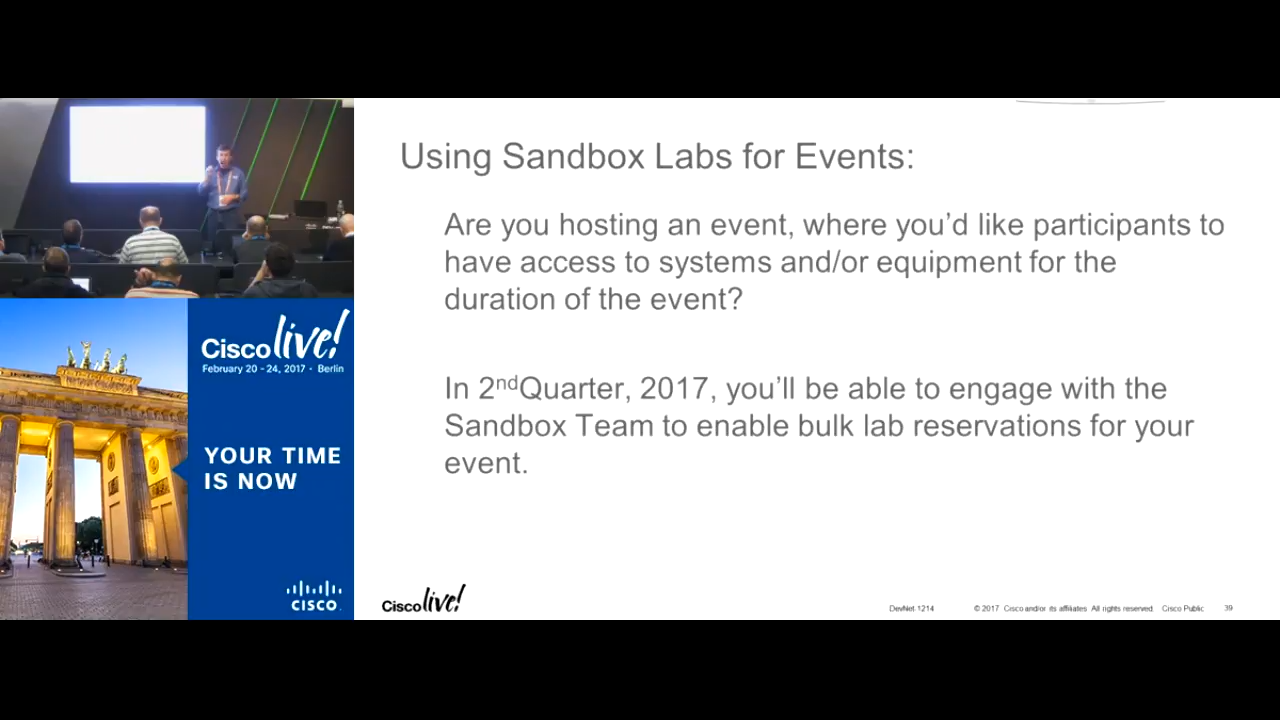 Using Sandbox Labs for Events:
Are you hosting an event, where you'd like participants to
have access to systems and/or equipment for the
duration of the event?
In 2ndQuarter, 2017, you'll be able to engage with the
Sandbox Team to enable bulk lab reservations for your
event.
Cisco live!
February 20 - 24, 2017 · Berlin
YOUR TIME
IS NOW
CISCO.
Cisco live!
DevNet 1214 © 2017 Cisco and/or its affiliates All rights reserved Cisco Public 39